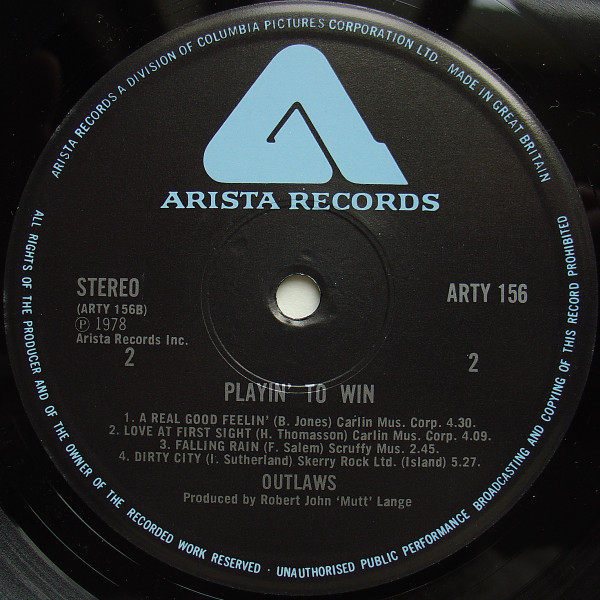 ARISTA RECORDS A DIVISION OF COLUMBIA PICTURES CORPORATION LTD. MADE IN GREAT BRITAIN
ARISTA RECORDS
STEREO
(ARTY 156B)
℗ 1978
Arista Records Inc.
2
ARTY 156
2
PLAYIN' TO WIN
1. A REAL GOOD FEELIN' (B. Jones) Carlin Mus. Corp. 4.30.
2. LOVE AT FIRST SIGHT (H. Thomasson) Carlin Mus. Corp. 4.09.
3. FALLING RAIN (F. Salem) Scruffy Mus. 2.45.
4. DIRTY CITY (I. Sutherland) Skerry Rock Ltd. (Island) 5.27.
OUTLAWS
Produced by Robert John 'Mutt' Lange
ALL RIGHTS OF THE PRODUCER AND OF THE OWNER OF THE RECORDED WORK RESERVED · UNAUTHORISED PUBLIC PERFORMANCE BROADCASTING AND COPYING OF THIS RECORD PROHIBITED